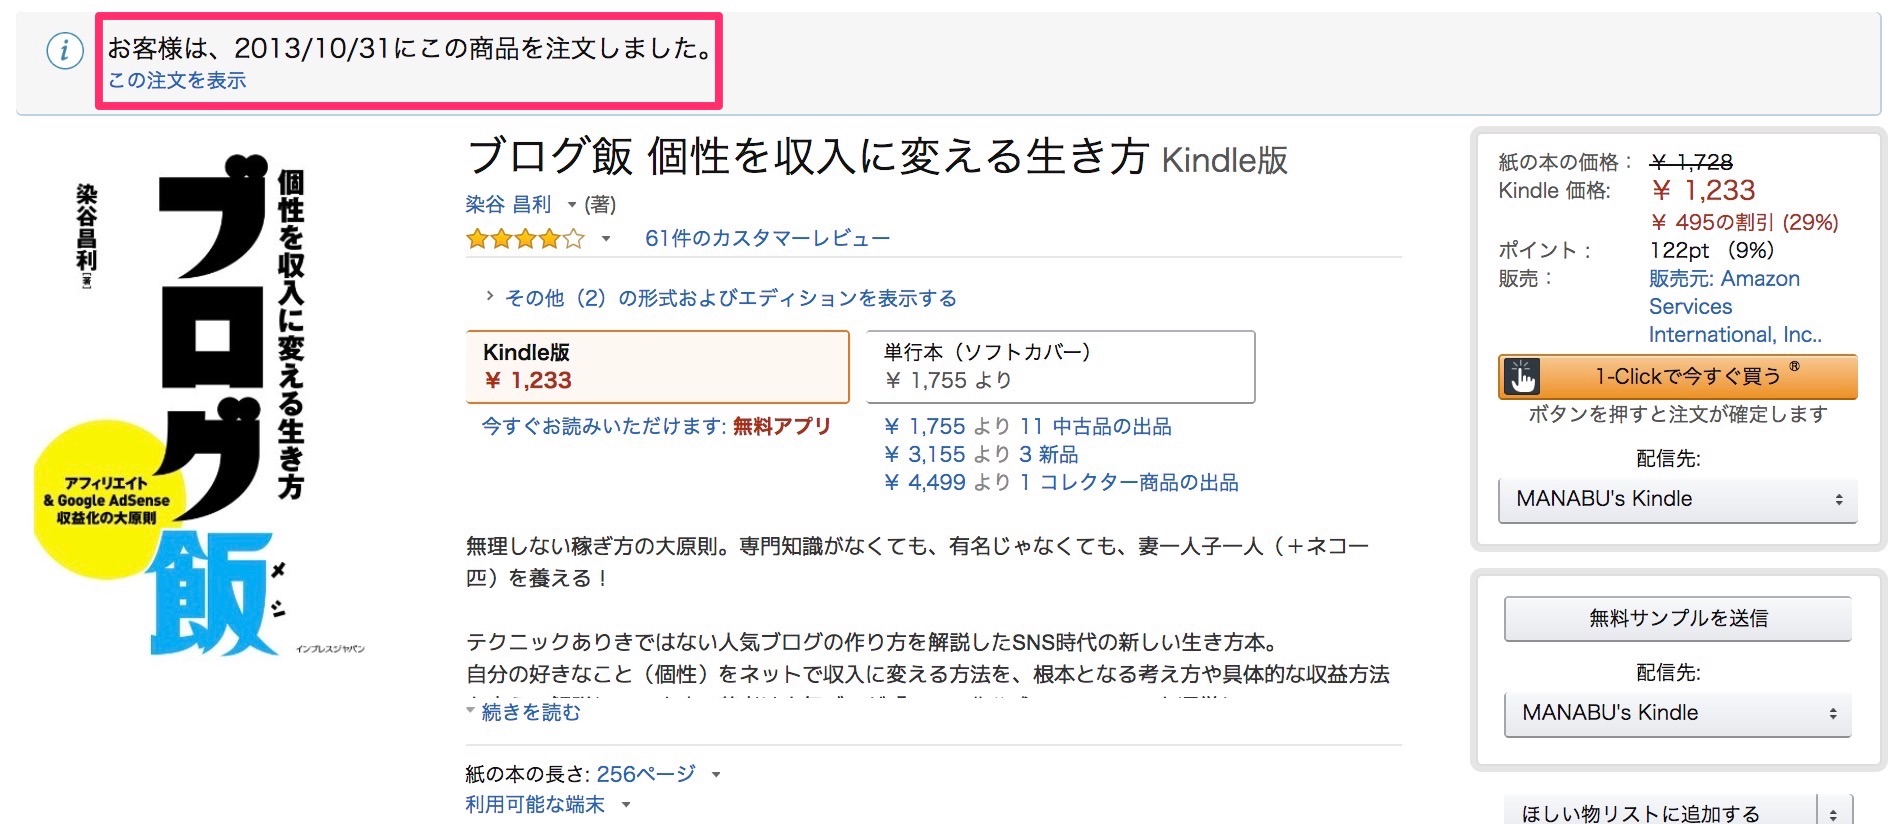 お客様は、2013/10/31にこの商品を注文しました。
この注文を表示
個性を収入に変える生き方
ブログ飯
メシ
染谷昌利[著]
アフィリエイト
& Google AdSense
収益化の大原則
インプレスジャパン
ブログ飯 個性を収入に変える生き方 Kindle版
染谷 昌利 (著)
61件のカスタマーレビュー
その他（2）の形式およびエディションを表示する
Kindle版
¥ 1,233
単行本（ソフトカバー）
¥ 1,755 より
今すぐお読みいただけます: 無料アプリ
¥ 1,755 より 11 中古品の出品
¥ 3,155 より 3 新品
¥ 4,499 より 1 コレクター商品の出品
無理しない稼ぎ方の大原則。専門知識がなくても、有名じゃなくても、妻一人子一人（＋ネコ一
匹）を養える！
テクニックありきではない人気ブログの作り方を解説したSNS時代の新しい生き方本。
自分の好きなこと（個性）をネットで収入に変える方法を、根本となる考え方や具体的な収益方法
続きを読む
紙の本の長さ: 256ページ
利用可能な端末
紙の本の価格： ¥ 1,728
Kindle 価格: ¥ 1,233
¥ 495の割引 (29%)
ポイント： 122pt （9%）
販売： 販売元: Amazon
Services
International, Inc..
1-Clickで今すぐ買う ®
ボタンを押すと注文が確定します
配信先:
MANABU's Kindle
無料サンプルを送信
配信先:
MANABU's Kindle
ほしい物リストに追加する